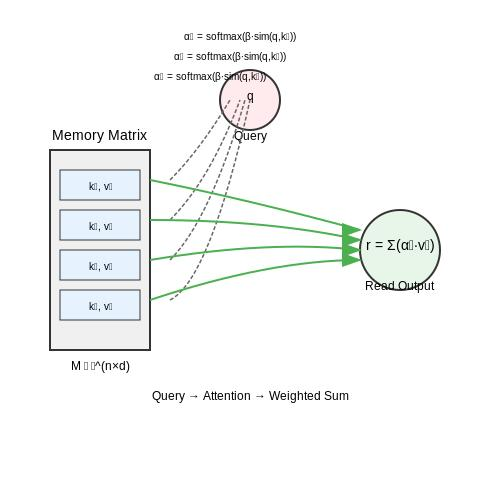 α□ = softmax(β·sim(q,k□))
α□ = softmax(β·sim(q,k□))
α□ = softmax(β·sim(q,k□))
q
Query
Memory Matrix
k□, v□
k□, v□
k□, v□
k□, v□
r = Σ(α□·v□)
Read Output
M □ □^(n×d)
Query → Attention → Weighted Sum